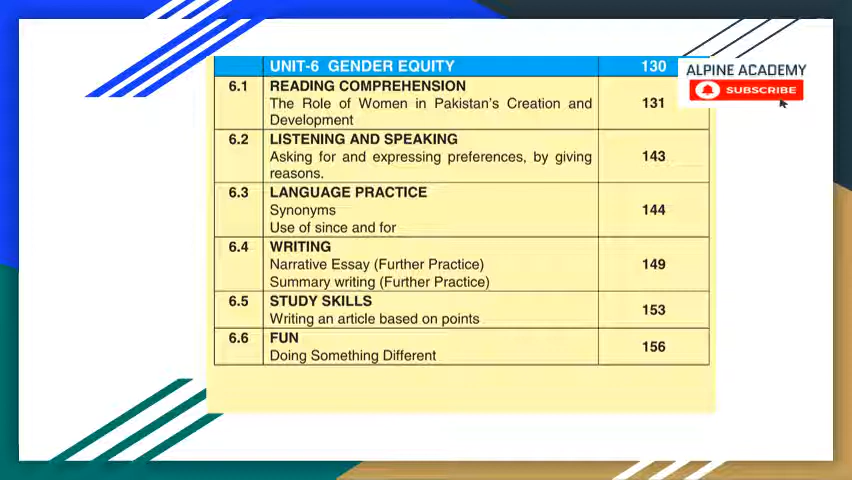 UNIT-6 GENDER EQUITY 130
ALPINE ACADEMY
SUBSCRIBE
6.1 READING COMPREHENSION
The Role of Women in Pakistan's Creation and 131
Development
6.2 LISTENING AND SPEAKING
Asking for and expressing preferences, by giving 143
reasons.
6.3 LANGUAGE PRACTICE
Synonyms 144
Use of since and for
6.4 WRITING
Narrative Essay (Further Practice) 149
Summary writing (Further Practice)
6.5 STUDY SKILLS
Writing an article based on points 153
6.6 FUN
Doing Something Different 156